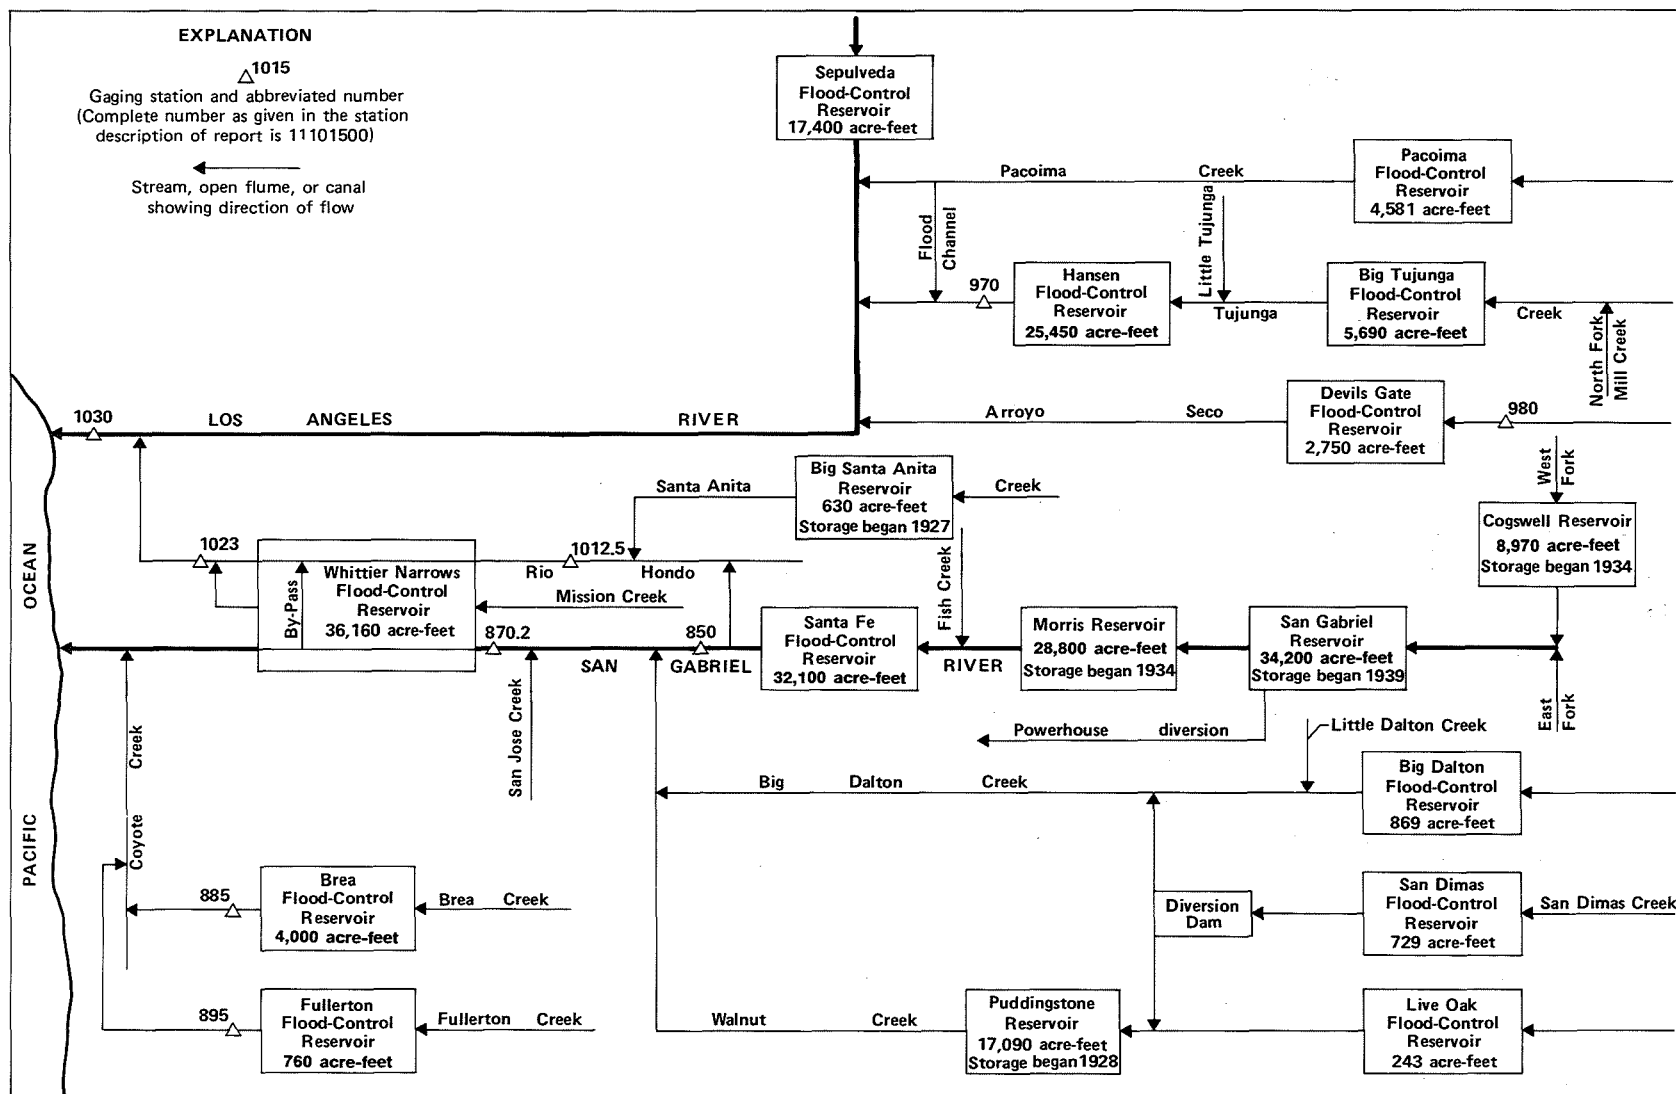 EXPLANATION
1015
Gaging station and abbreviated number
(Complete number as given in the station
description of report is 11101500)
Stream, open flume, or canal
showing direction of flow
Sepulveda
Flood-Control
Reservoir
17,400 acre-feet
Pacoima Creek
Pacoima
Flood-Control
Reservoir
4,581 acre-feet
Flood
Channel
Little Tujunga
970
Hansen
Flood-Control
Reservoir
25,450 acre-feet
Tujunga
Big Tujunga
Flood-Control
Reservoir
5,690 acre-feet
Creek
North Fork
Mill Creek
1030
LOS ANGELES RIVER
Arroyo Seco
Devils Gate
Flood-Control
Reservoir
2,750 acre-feet
980
West
Fork
Santa Anita
Big Santa Anita
Reservoir
630 acre-feet
Storage began 1927
Creek
Cogswell Reservoir
8,970 acre-feet
Storage began 1934
1023
1012.5
Rio Hondo
Fish Creek
By-Pass
Whittier Narrows
Flood-Control
Reservoir
36,160 acre-feet
Mission Creek
870.2
850
SAN GABRIEL
Santa Fe
Flood-Control
Reservoir
32,100 acre-feet
RIVER
Morris Reservoir
28,800 acre-feet
Storage began 1934
San Gabriel
Reservoir
34,200 acre-feet
Storage began 1939
East
Fork
Powerhouse diversion
San Jose Creek
Little Dalton Creek
Big Dalton Creek
Big Dalton
Flood-Control
Reservoir
869 acre-feet
Coyote Creek
885
Brea
Flood-Control
Reservoir
4,000 acre-feet
Brea Creek
Diversion
Dam
San Dimas
Flood-Control
Reservoir
729 acre-feet
San Dimas Creek
895
Fullerton
Flood-Control
Reservoir
760 acre-feet
Fullerton Creek
Walnut Creek
Puddingstone
Reservoir
17,090 acre-feet
Storage began 1928
Live Oak
Flood-Control
Reservoir
243 acre-feet
PACIFIC OCEAN